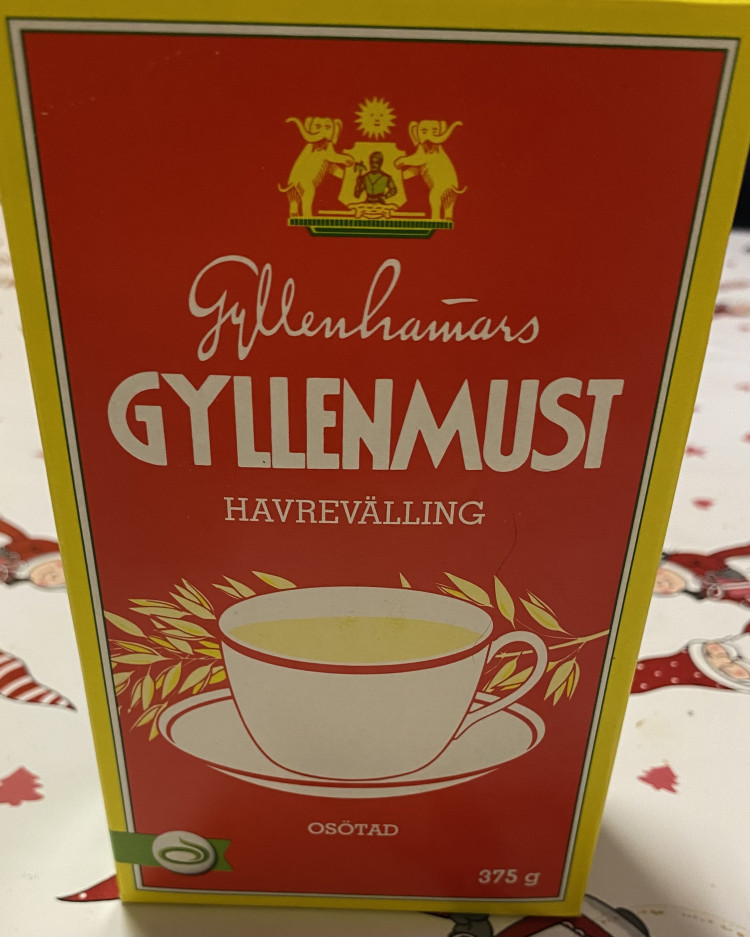 Gyllenhamars
GYLLENMUST
HAVREVÄLLING
OSÖTAD
375 g